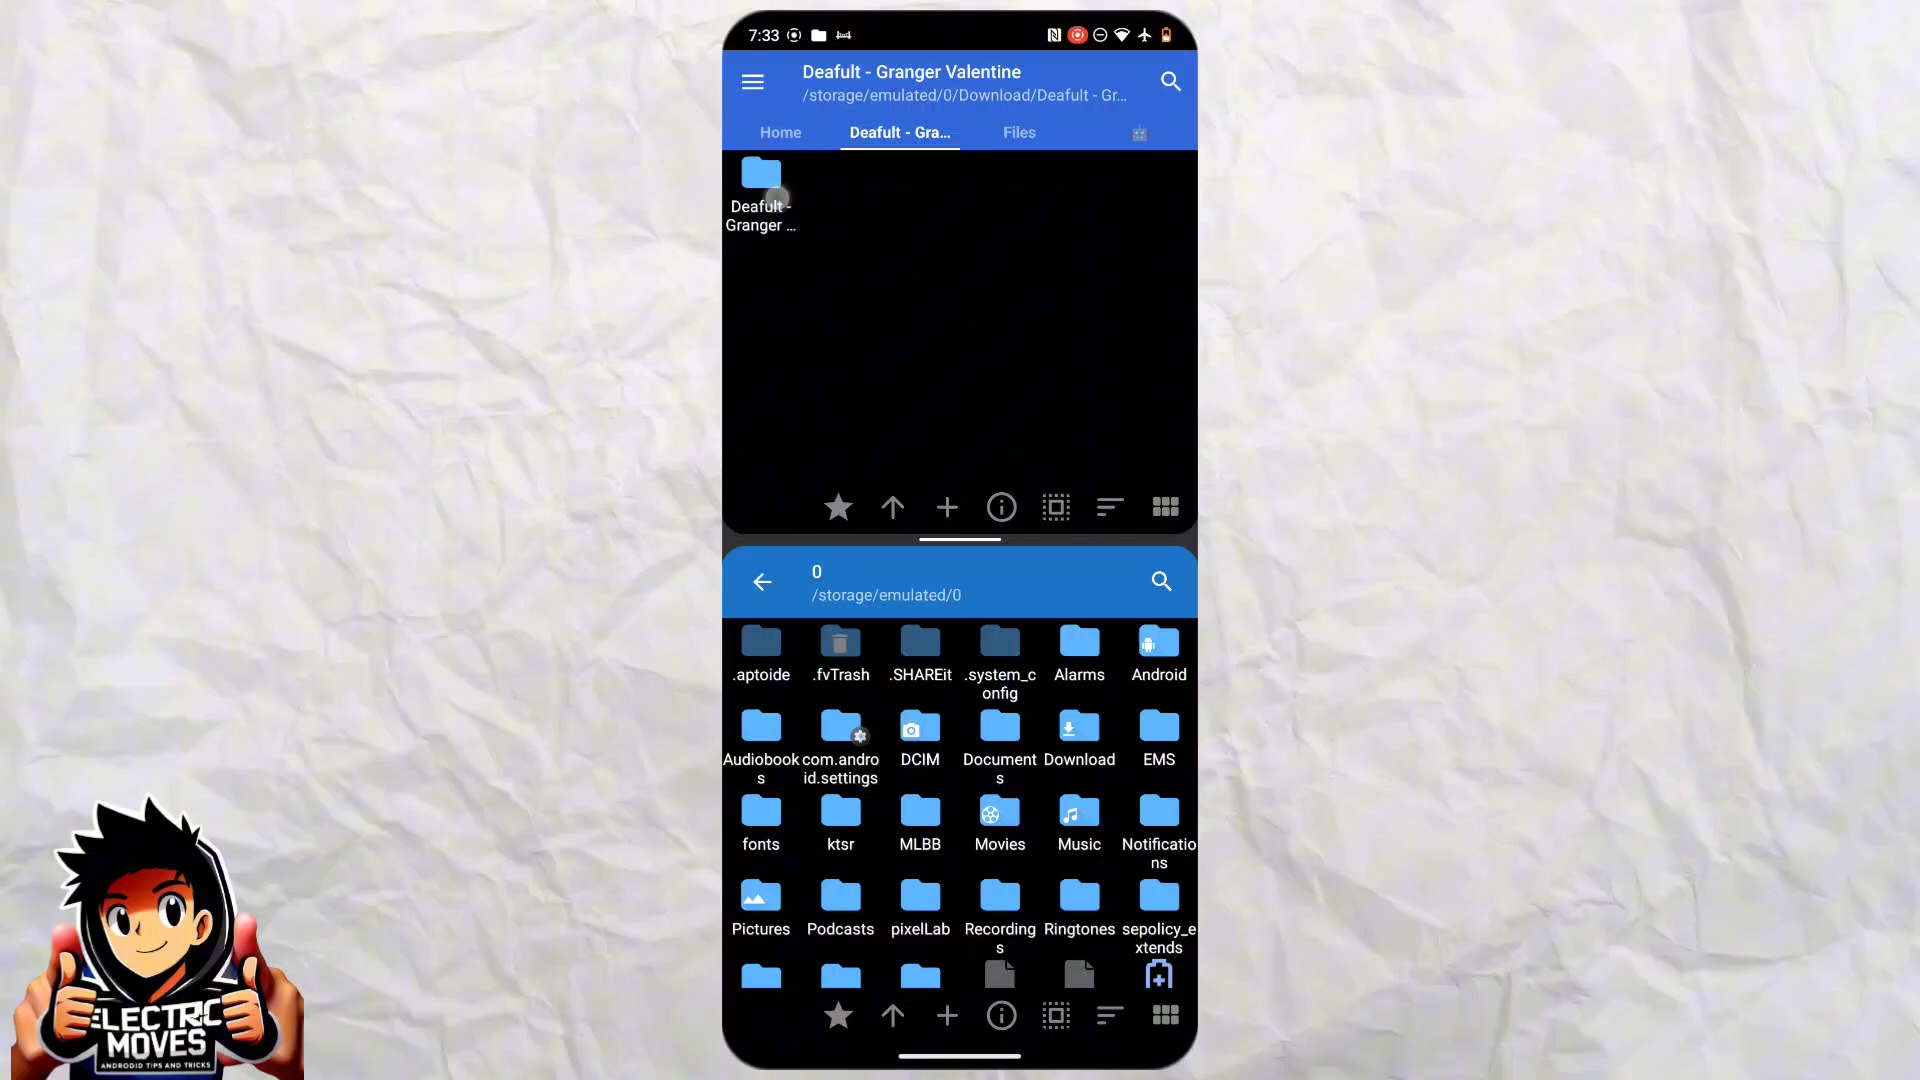 7:33
Deafult - Granger Valentine
/storage/emulated/0/Download/Deafult - Gr...
Home
Deafult - Gra...
Files
Deafult -
Granger ...
0
/storage/emulated/0
.aptoide
.fvTrash
.SHAREit
.system_c
onfig
Alarms
Android
Audiobook
s
com.andro
id.settings
DCIM
Document
s
Download
EMS
fonts
ktsr
MLBB
Movies
Music
Notificatio
ns
Pictures
Podcasts
pixelLab
Recording
s
Ringtones
sepolicy_e
xtends
ELECTRIC
MOVES
ANDRODID TIPS AND TRICKS